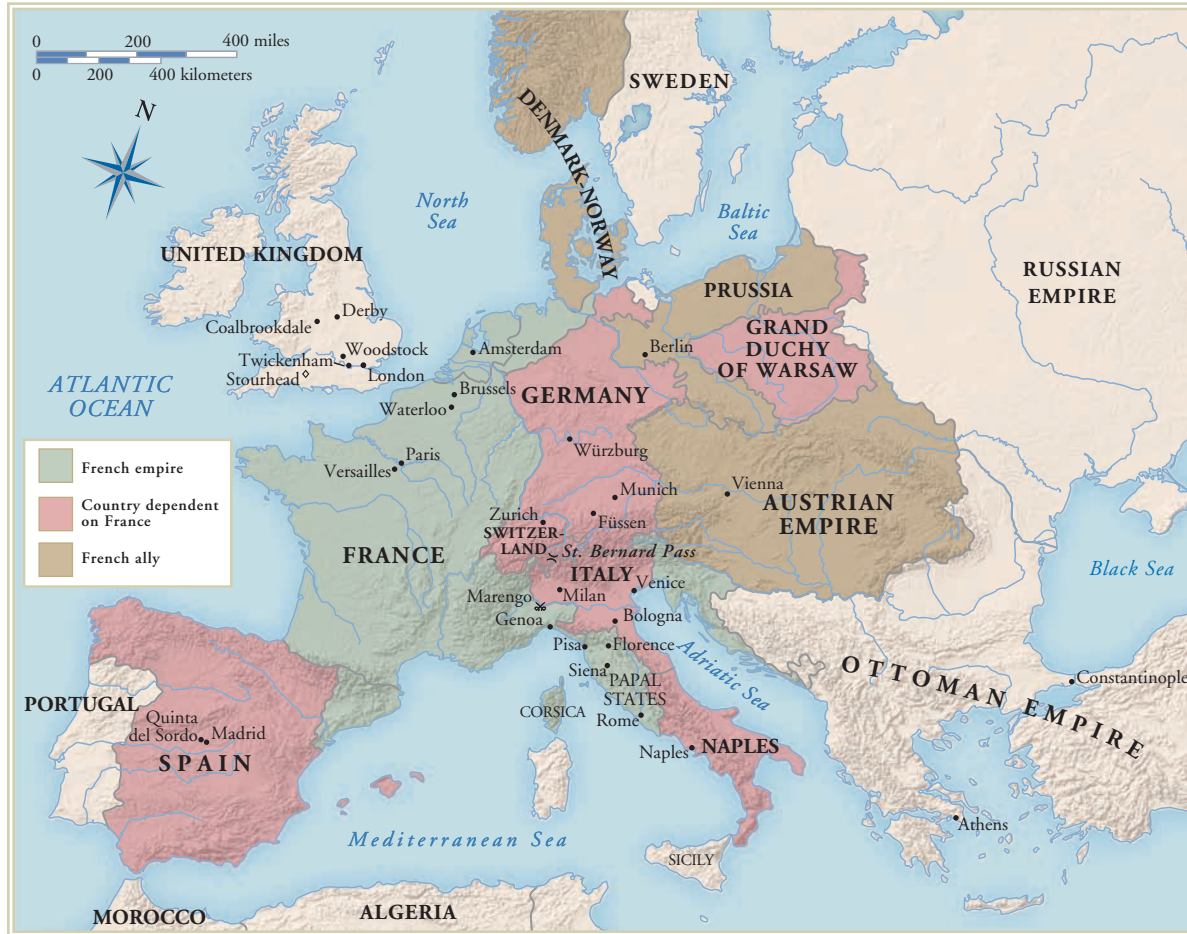 0 200 400 miles
0 200 400 kilometers
N
SWEDEN
DENMARK-NORWAY
North
Sea
Baltic
Sea
UNITED KINGDOM
RUSSIAN
EMPIRE
PRUSSIA
Derby
Coalbrookdale
GRAND
DUCHY
OF WARSAW
Amsterdam
Berlin
Woodstock
Twickenham
Stourhead
London
ATLANTIC
OCEAN
Brussels
GERMANY
Waterloo
French empire
Country dependent
on France
French ally
Paris
Versailles
Würzburg
Munich
Vienna
AUSTRIAN
EMPIRE
Zurich
Füssen
SWITZER-
LAND
St. Bernard Pass
FRANCE
ITALY
Black Sea
Venice
Marengo
Milan
Genoa
Bologna
Pisa
Florence
Adriatic Sea
Siena
PAPAL
STATES
OTTOMAN EMPIRE
Constantinople
PORTUGAL
CORSICA
Rome
Quinta
del Sordo
Madrid
Naples
NAPLES
SPAIN
Athens
Mediterranean Sea
SICILY
MOROCCO
ALGERIA